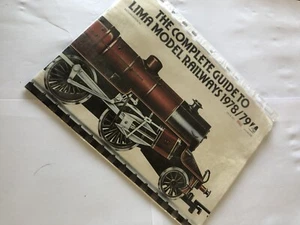 THE COMPLETE GUIDE TO
LIMA MODEL RAILWAYS 1978/79